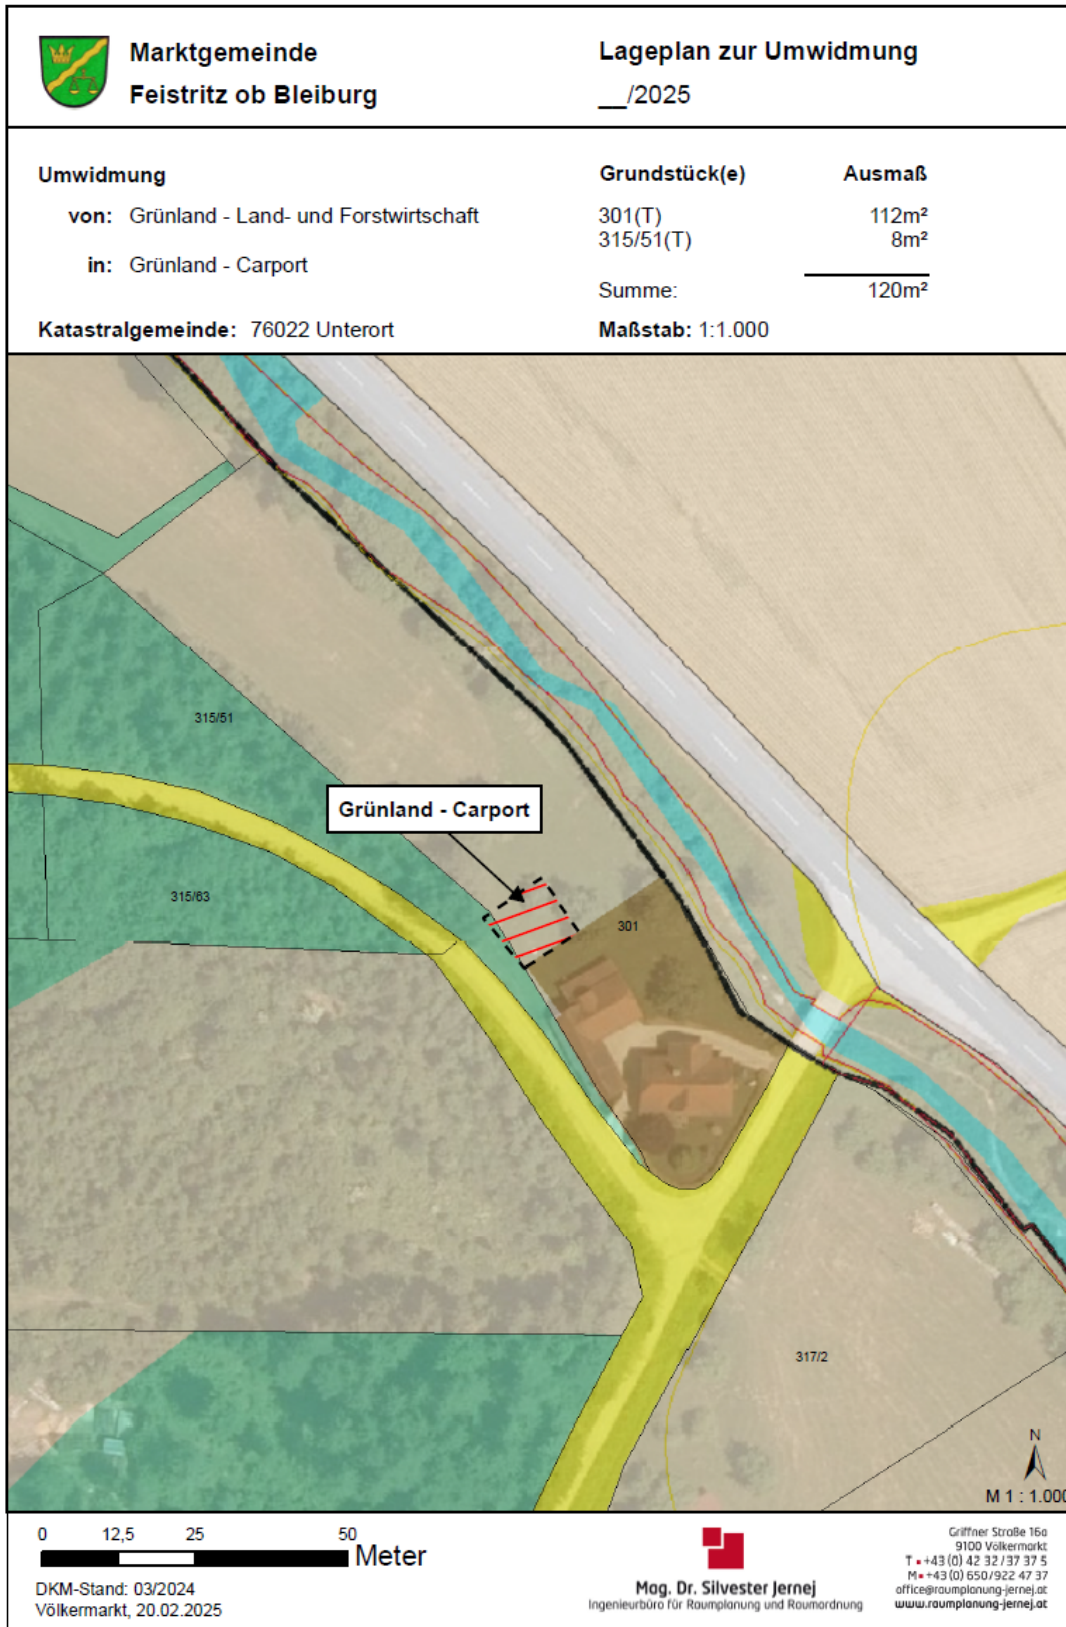 Marktgemeinde
Feistritz ob Bleiburg
Lageplan zur Umwidmung
__/2025
Umwidmung
von: Grünland - Land- und Forstwirtschaft
in: Grünland - Carport
Katastralgemeinde: 76022 Unterort
Grundstück(e) Ausmaß
301(T) 112m²
315/51(T) 8m²
Summe: 120m²
Maßstab: 1:1.000
315/51
Grünland - Carport
315/63
301
317/2
N
M 1 : 1.000
0 12,5 25 50
Meter
DKM-Stand: 03/2024
Völkermarkt, 20.02.2025
Mag. Dr. Silvester Jernej
Ingenieurbüro für Raumplanung und Raumordnung
Griffner Straße 16a
9100 Völkermarkt
T +43 (0) 42 32 / 37 37 5
M +43 (0) 650 / 922 47 37
office@raumplanung-jernej.at
www.raumplanung-jernej.at